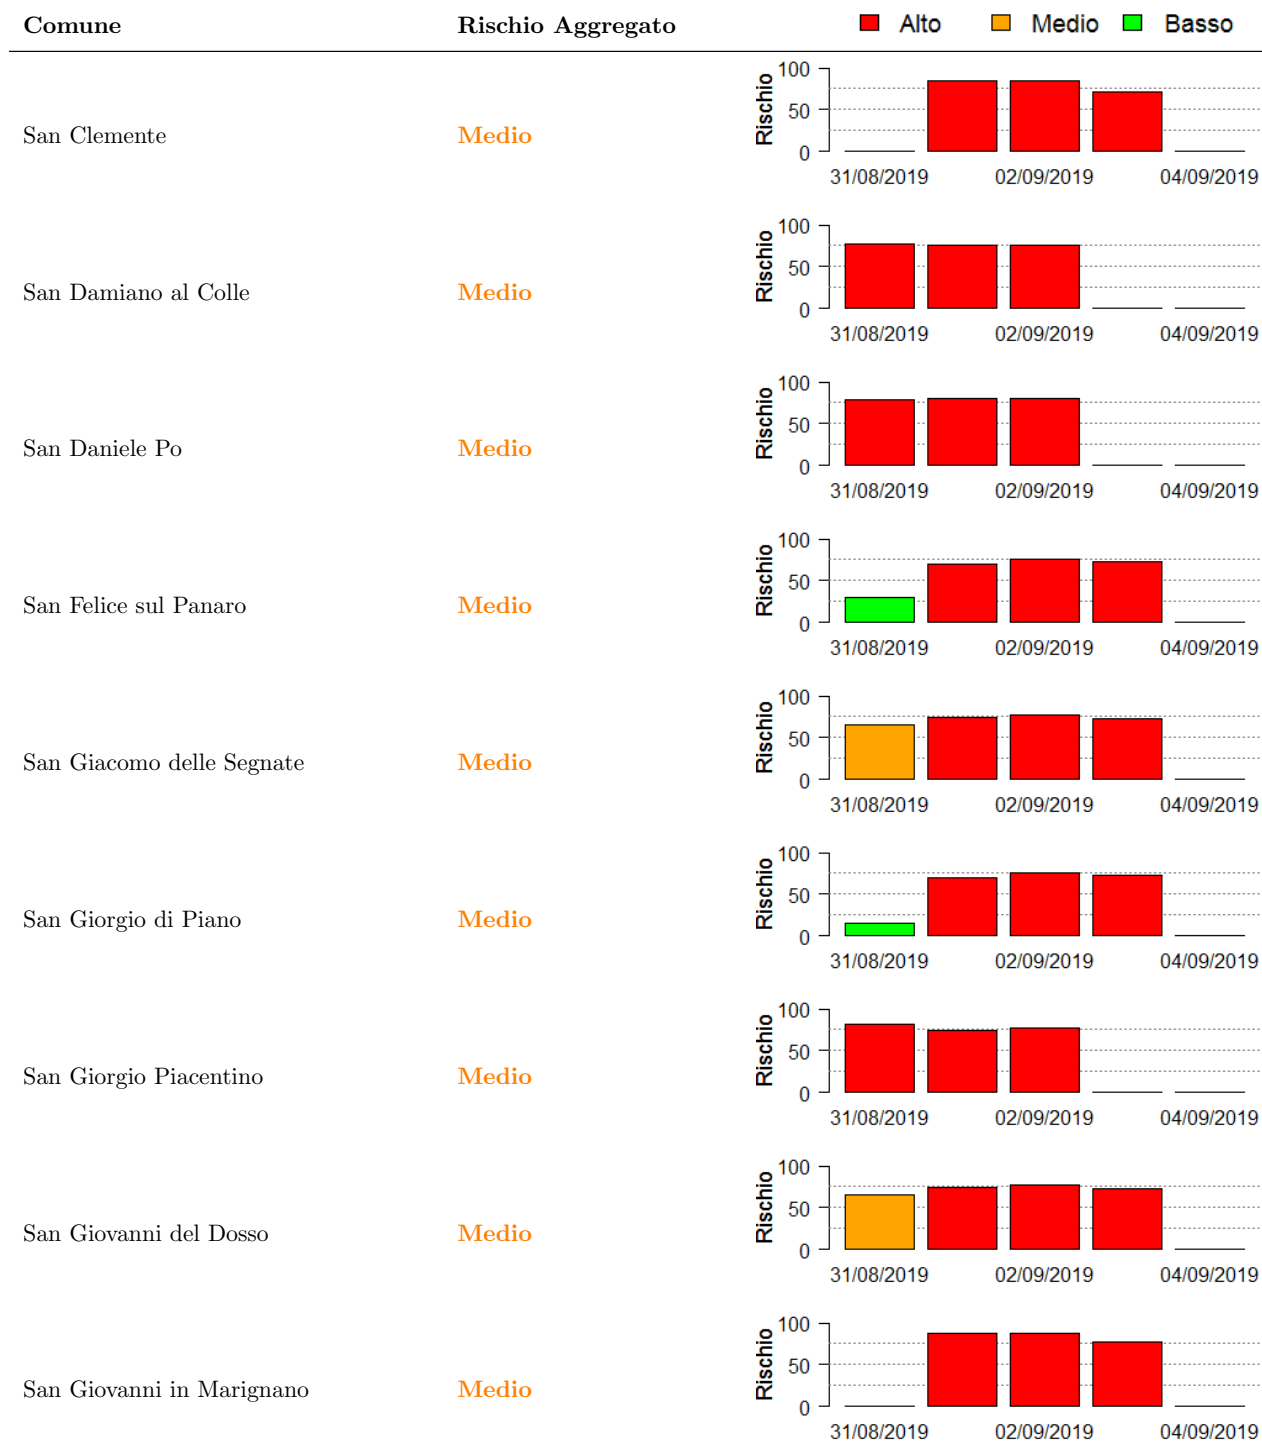 Comune Rischio Aggregato Alto Medio Basso
100
50
0
Rischio
San Clemente Medio
31/08/2019 02/09/2019 04/09/2019
100
50
0
Rischio
San Damiano al Colle Medio
31/08/2019 02/09/2019 04/09/2019
100
50
0
Rischio
San Daniele Po Medio
31/08/2019 02/09/2019 04/09/2019
100
50
0
Rischio
San Felice sul Panaro Medio
31/08/2019 02/09/2019 04/09/2019
100
50
0
Rischio
San Giacomo delle Segnate Medio
31/08/2019 02/09/2019 04/09/2019
100
50
0
Rischio
San Giorgio di Piano Medio
31/08/2019 02/09/2019 04/09/2019
100
50
0
Rischio
San Giorgio Piacentino Medio
31/08/2019 02/09/2019 04/09/2019
100
50
0
Rischio
San Giovanni del Dosso Medio
31/08/2019 02/09/2019 04/09/2019
100
50
0
Rischio
San Giovanni in Marignano Medio
31/08/2019 02/09/2019 04/09/2019